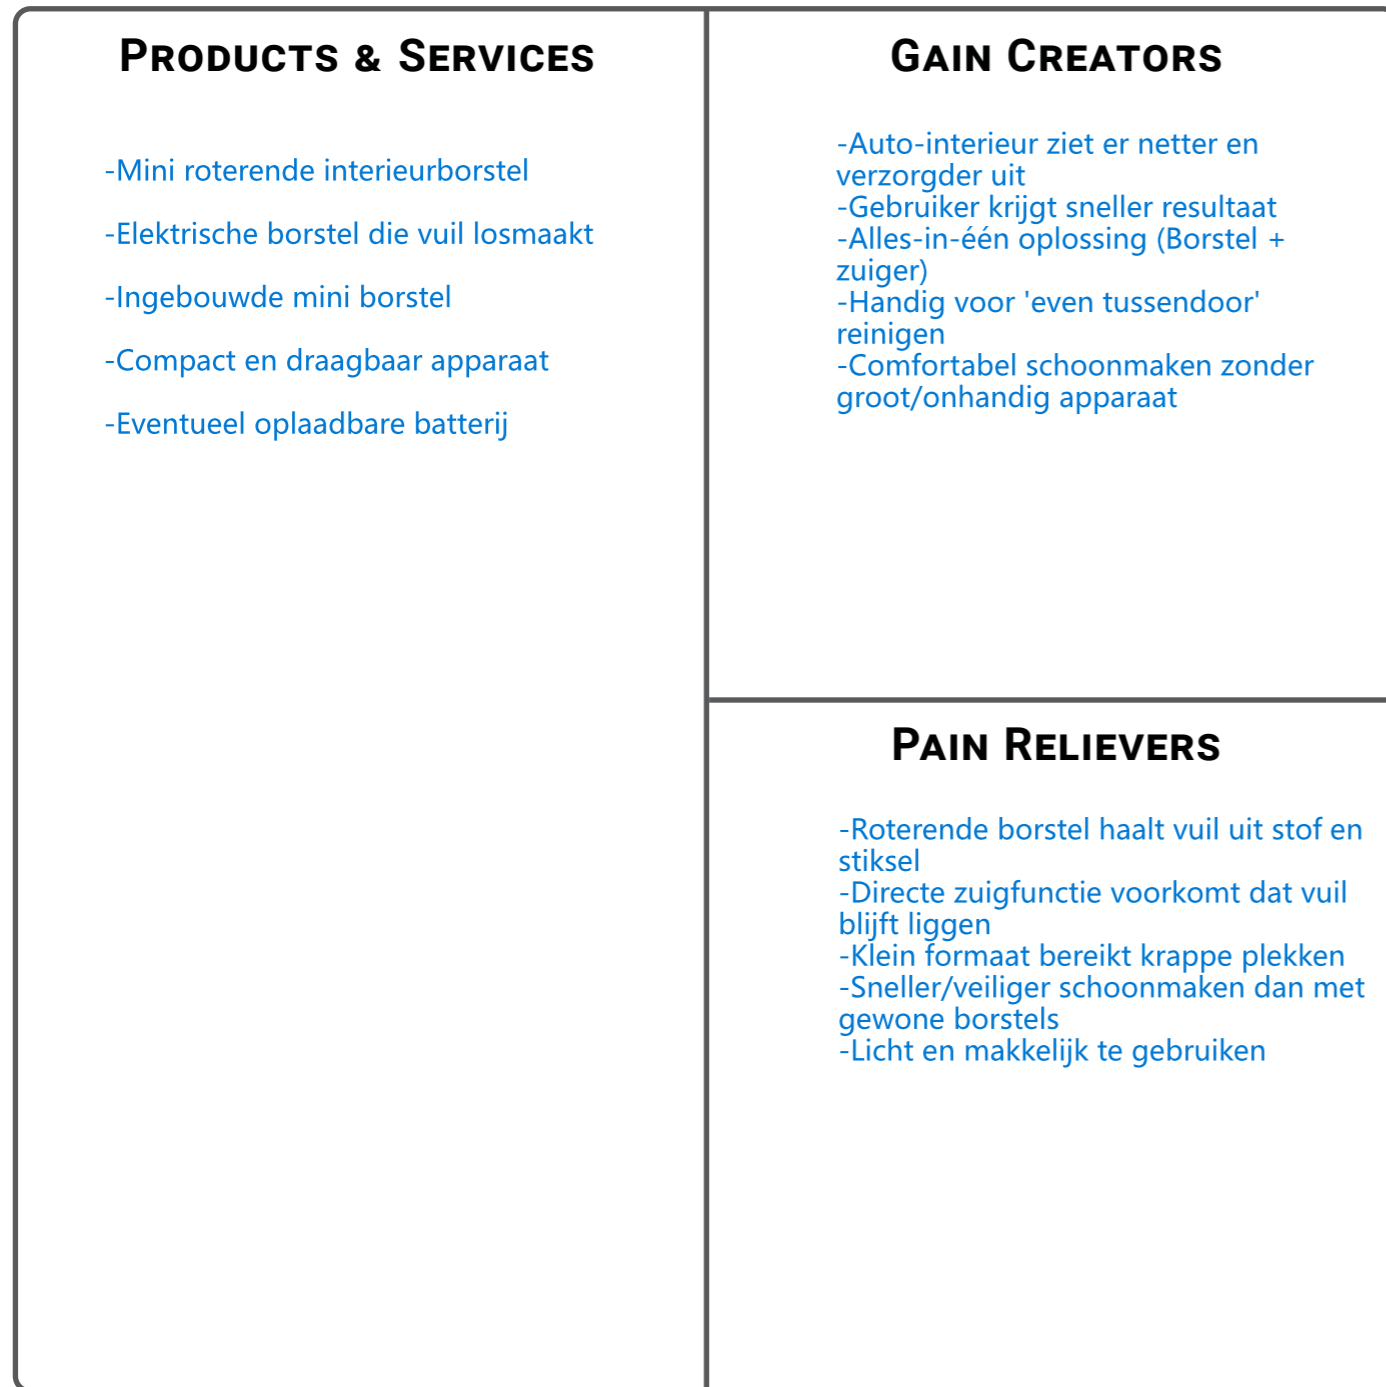 PRODUCTS & SERVICES
-Mini roterende interieurborstel
-Elektrische borstel die vuil losmaakt
-Ingebouwde mini borstel
-Compact en draagbaar apparaat
-Eventueel oplaadbare batterij
GAIN CREATORS
-Auto-interieur ziet er netter en
verzorgder uit
-Gebruiker krijgt sneller resultaat
-Alles-in-één oplossing (Borstel +
zuiger)
-Handig voor 'even tussendoor'
reinigen
-Comfortabel schoonmaken zonder
groot/onhandig apparaat
PAIN RELIEVERS
-Roterende borstel haalt vuil uit stof en
stiksel
-Directe zuigfunctie voorkomt dat vuil
blijft liggen
-Klein formaat bereikt krappe plekken
-Sneller/veiliger schoonmaken dan met
gewone borstels
-Licht en makkelijk te gebruiken